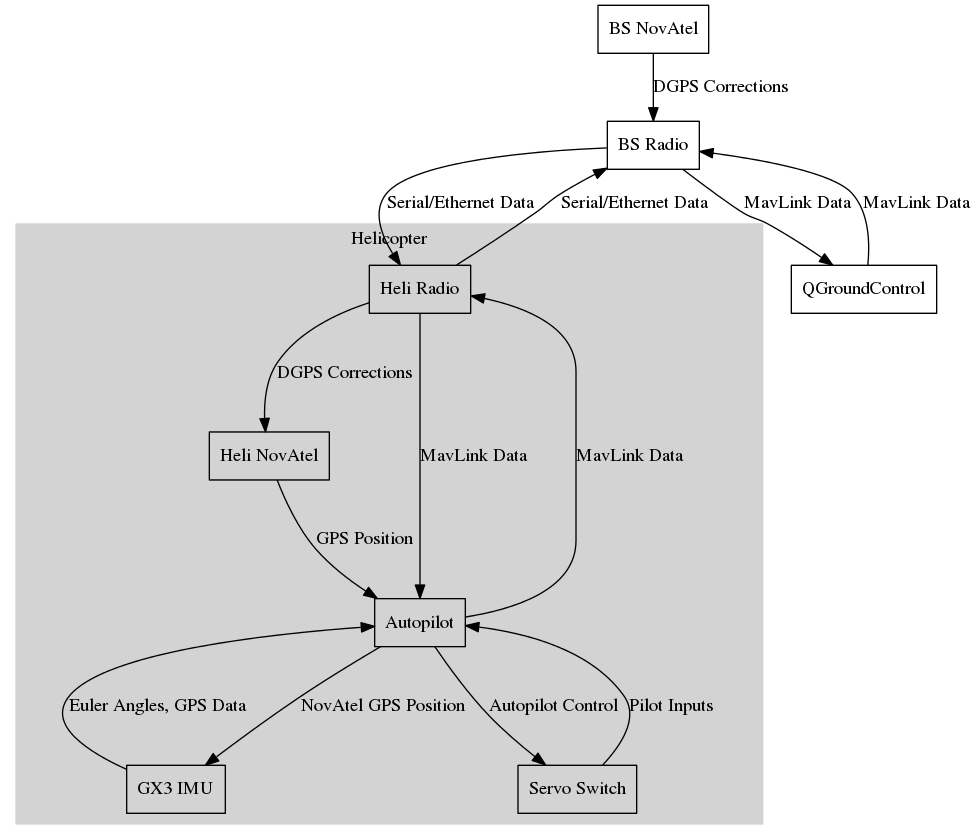 BS NovAtel
DGPS Corrections
BS Radio
Serial/Ethernet Data
Serial/Ethernet Data
MavLink Data
MavLink Data
Helicopter
Heli Radio
QGroundControl
DGPS Corrections
Heli NovAtel
MavLink Data
MavLink Data
GPS Position
Autopilot
Euler Angles, GPS Data
NovAtel GPS Position
Autopilot Control
Pilot Inputs
GX3 IMU
Servo Switch